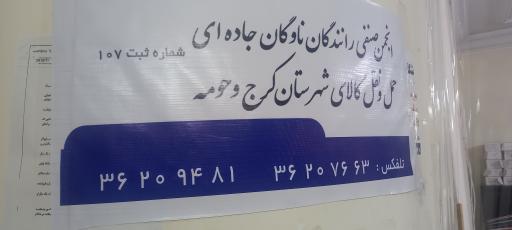 انجمن صنفی رانندگان ناوگان جاده ای
شماره ثبت ۱۰۷
حمل و نقل کالای شهرستان کرج و حومه
تلفکس : ۳۶۲۰۷۶۶۳ ۳۶۲۰۹۴۸۱